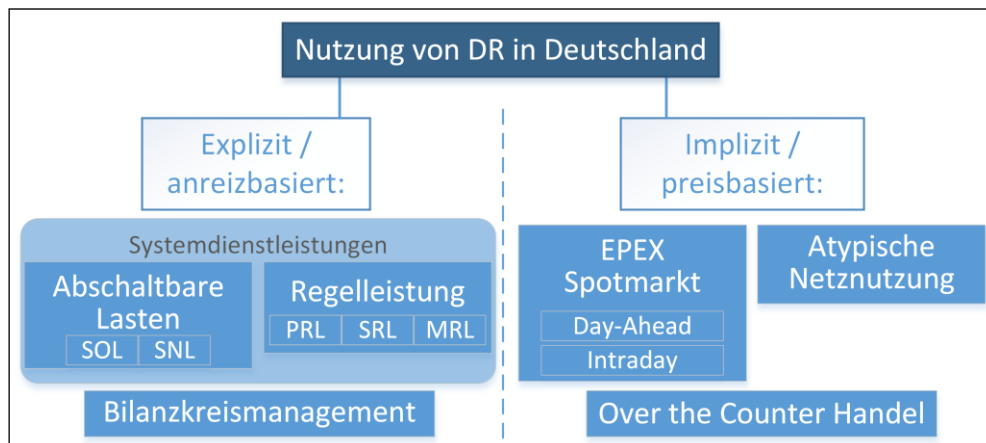 Nutzung von DR in Deutschland
Explizit /
anreizbasiert:
Systemdienstleistungen
Abschaltbare
Lasten
SOL SNL
Regelleistung
PRL SRL MRL
Bilanzkreismanagement
Implizit /
preisbasiert:
EPEX
Spotmarkt
Day-Ahead
Intraday
Atypische
Netznutzung
Over the Counter Handel